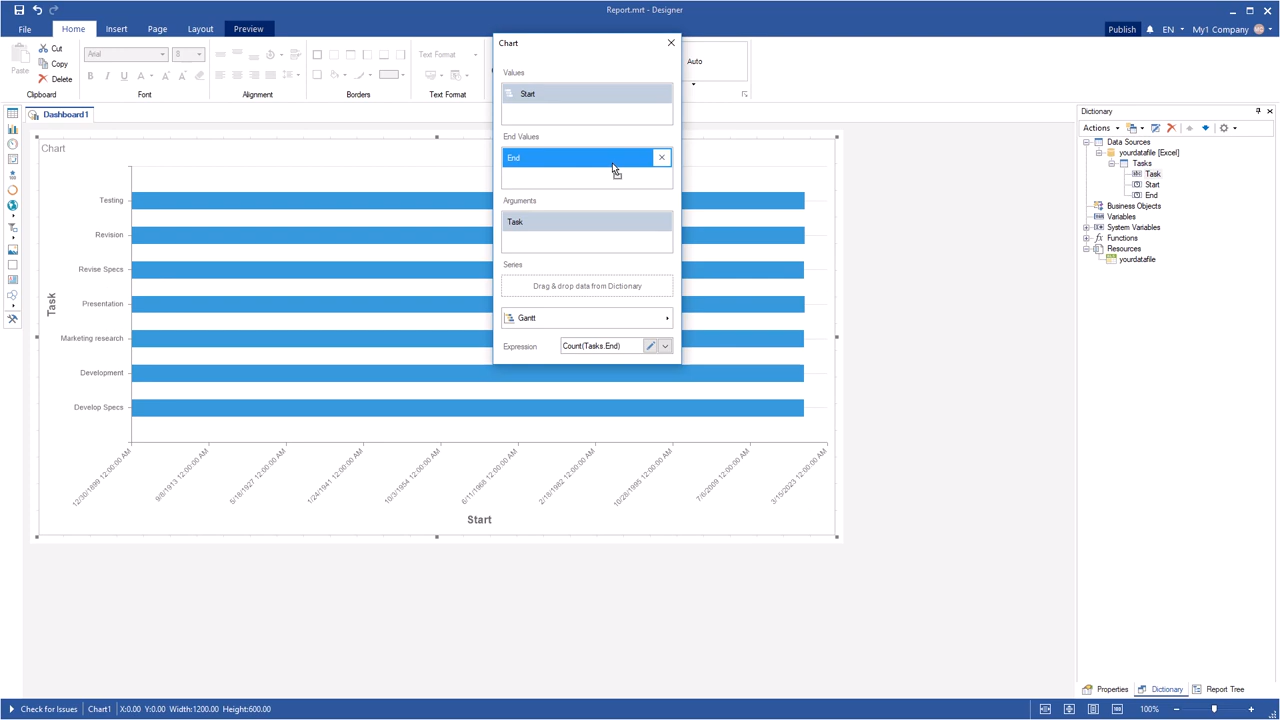 Report.mrt - Designer
File
Home
Insert
Page
Layout
Preview
Publish
EN
My1 Company
Paste
Cut
Copy
Delete
Clipboard
Arial
8
Font
Alignment
Borders
Text Format
Text Format
Auto
Dashboard1
Chart
Testing
Revision
Revise Specs
Presentation
Marketing research
Development
Develop Specs
Task
12/30/1899 12:00:00 AM
9/8/1913 12:00:00 AM
5/18/1927 12:00:00 AM
1/24/1941 12:00:00 AM
10/3/1954 12:00:00 AM
6/11/1968 12:00:00 AM
2/18/1982 12:00:00 AM
10/28/1995 12:00:00 AM
7/6/2009 12:00:00 AM
3/15/2023 12:00:00 AM
Start
Chart
Values
Start
End Values
End
Arguments
Task
Series
Drag & drop data from Dictionary
Gantt
Expression
Count(Tasks.End)
Dictionary
Actions
Data Sources
yourdatafile [Excel]
Tasks
Task
Start
End
Business Objects
Variables
System Variables
Functions
Resources
yourdatafile
Properties
Dictionary
Report Tree
Check for Issues
Chart1
X:0.00 Y:0.00 Width:1200.00 Height:600.00
100%